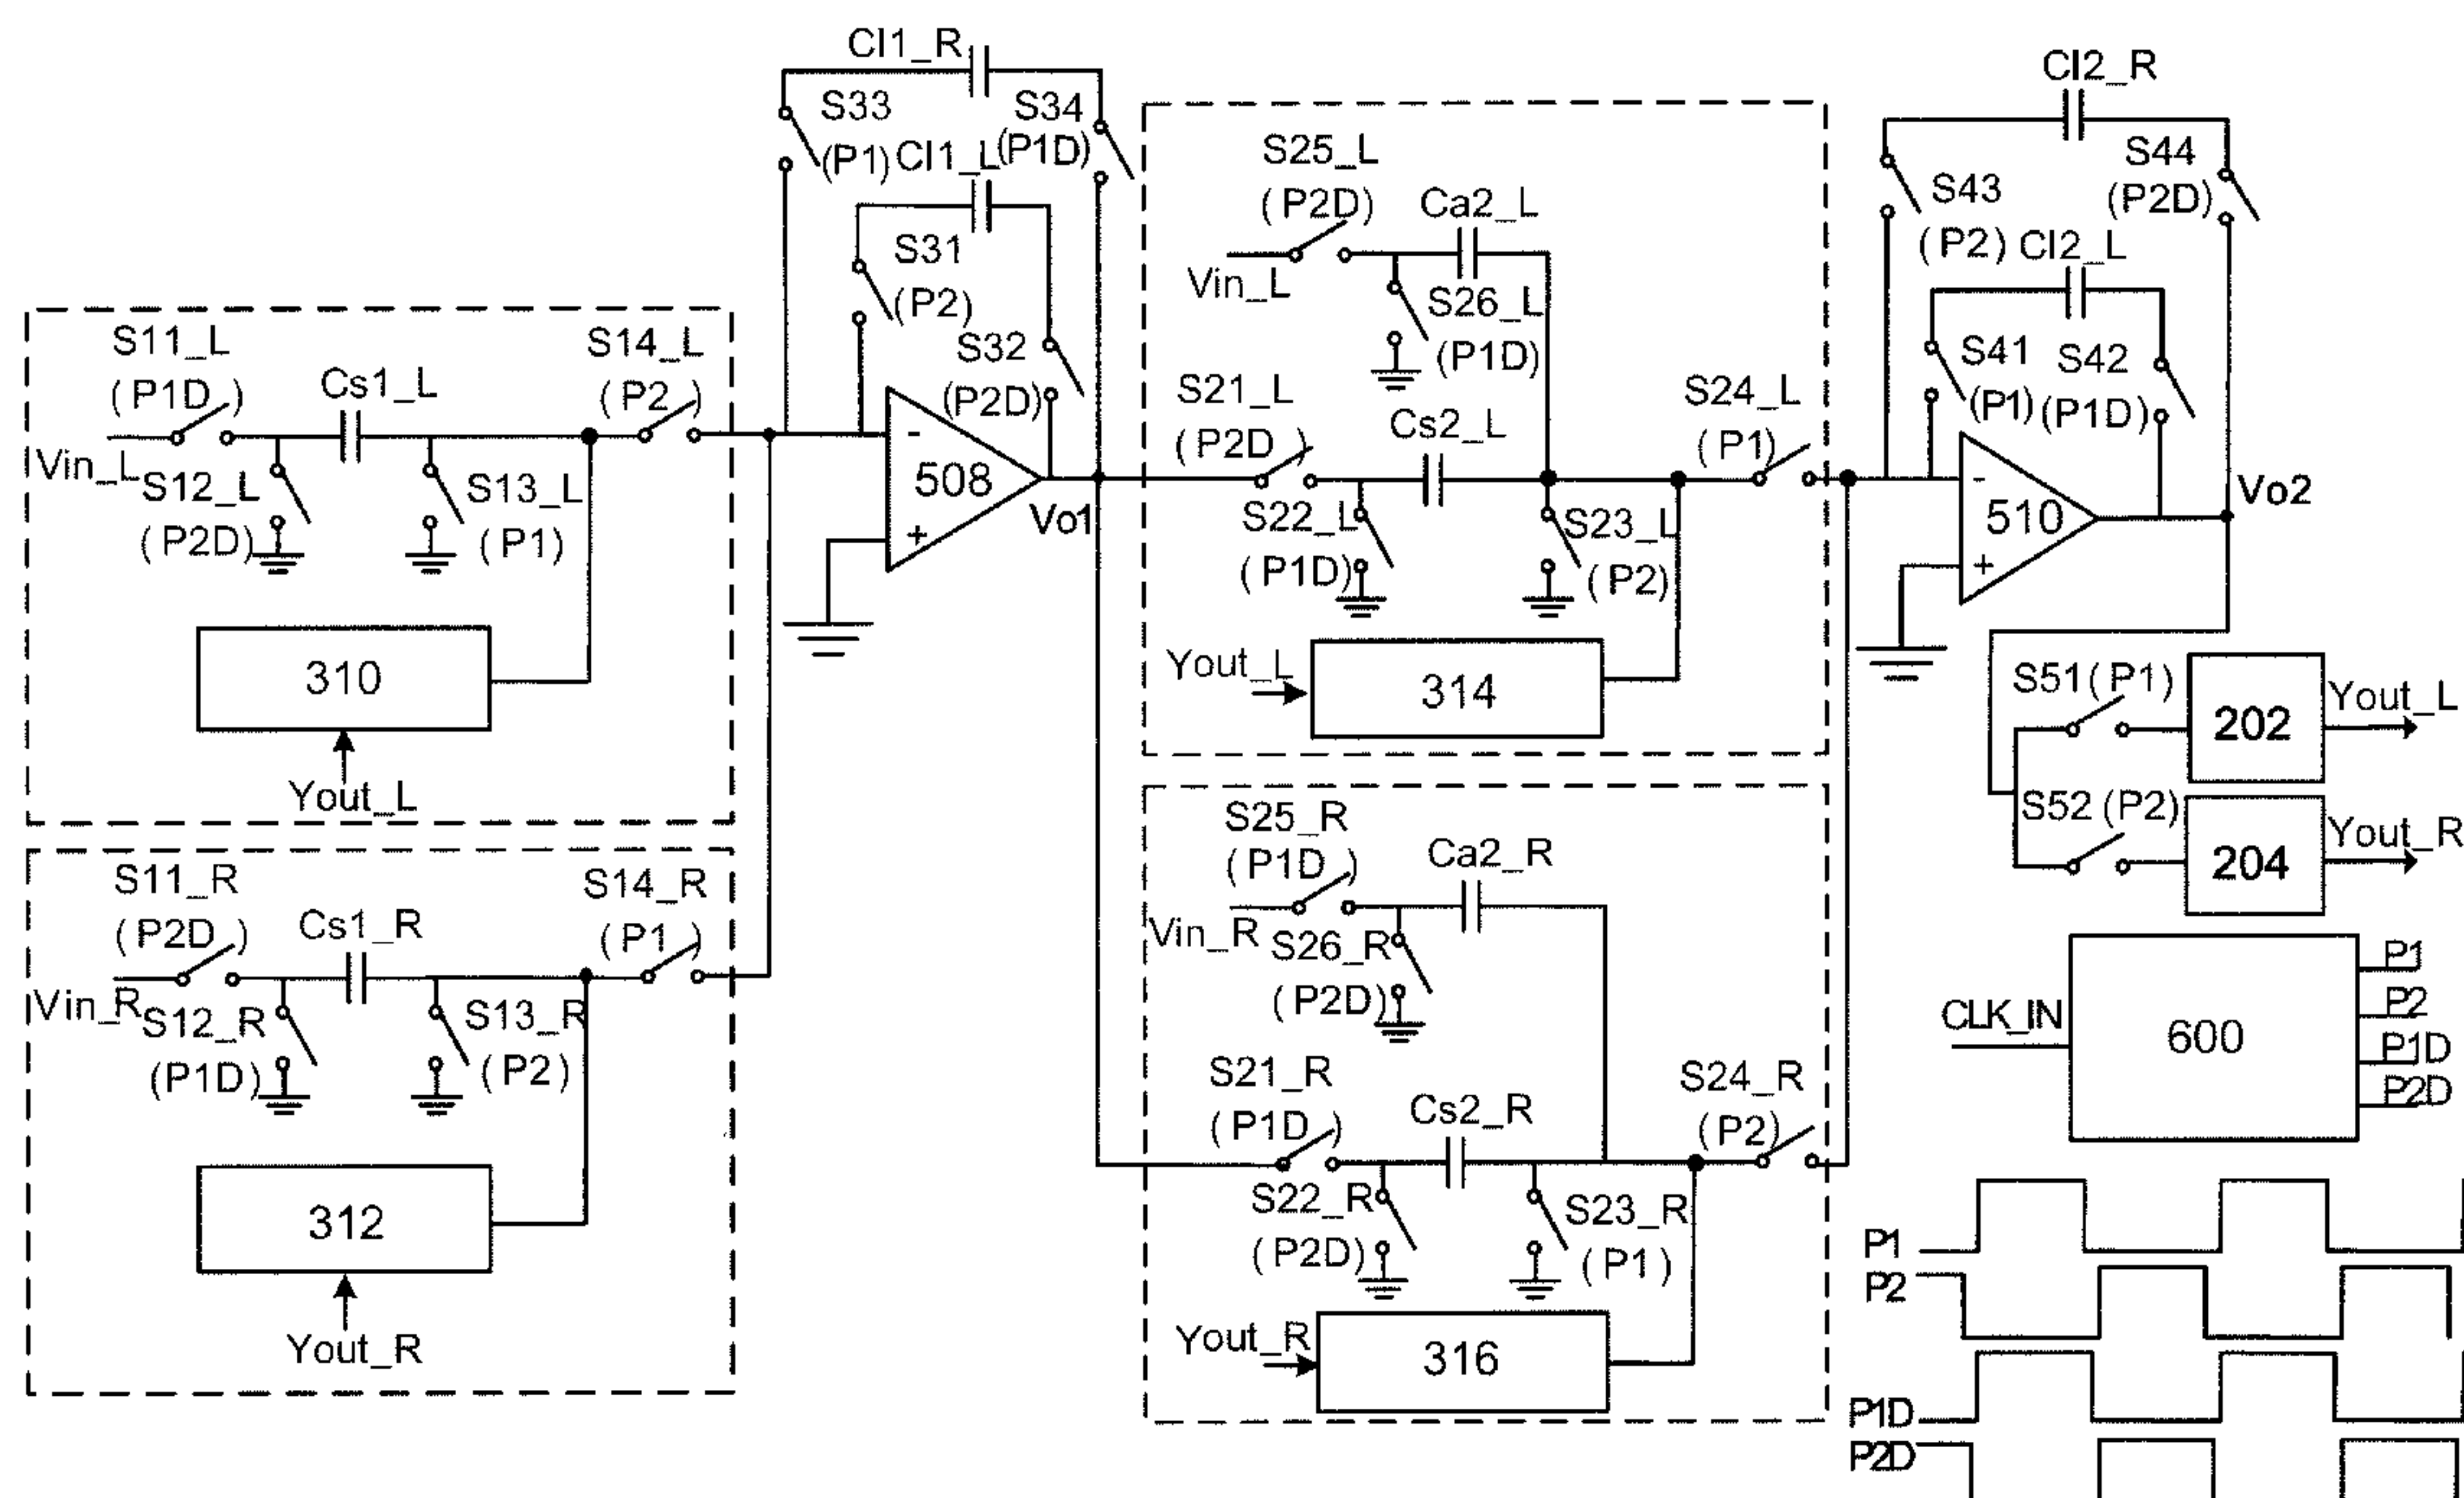 CI1_R
S33
(P1)
S34
(P1D)
CI1_L
S31
(P2)
S32
(P2D)
508
-
+
Vo1
S11_L
(P1D)
Cs1_L
S14_L
(P2)
Vin_L
S12_L
(P2D)
S13_L
(P1)
310
Yout_L
S11_R
(P2D)
Cs1_R
S14_R
(P1)
Vin_R
S12_R
(P1D)
S13_R
(P2)
312
Yout_R
S25_L
(P2D)
Ca2_L
Vin_L
S26_L
(P1D)
S21_L
(P2D)
Cs2_L
S24_L
(P1)
S22_L
(P1D)
S23_L
(P2)
Yout_L
314
S25_R
(P1D)
Ca2_R
Vin_R
S26_R
(P2D)
S21_R
(P1D)
Cs2_R
S24_R
(P2)
S22_R
(P2D)
S23_R
(P1)
Yout_R
316
CI2_R
S43
(P2)
S44
(P2D)
CI2_L
S41
(P1)
S42
(P1D)
-
510
+
Vo2
S51(P1)
202
Yout_L
S52(P2)
204
Yout_R
CLK_IN
600
P1
P2
P1D
P2D
P1
P2
P1D
P2D